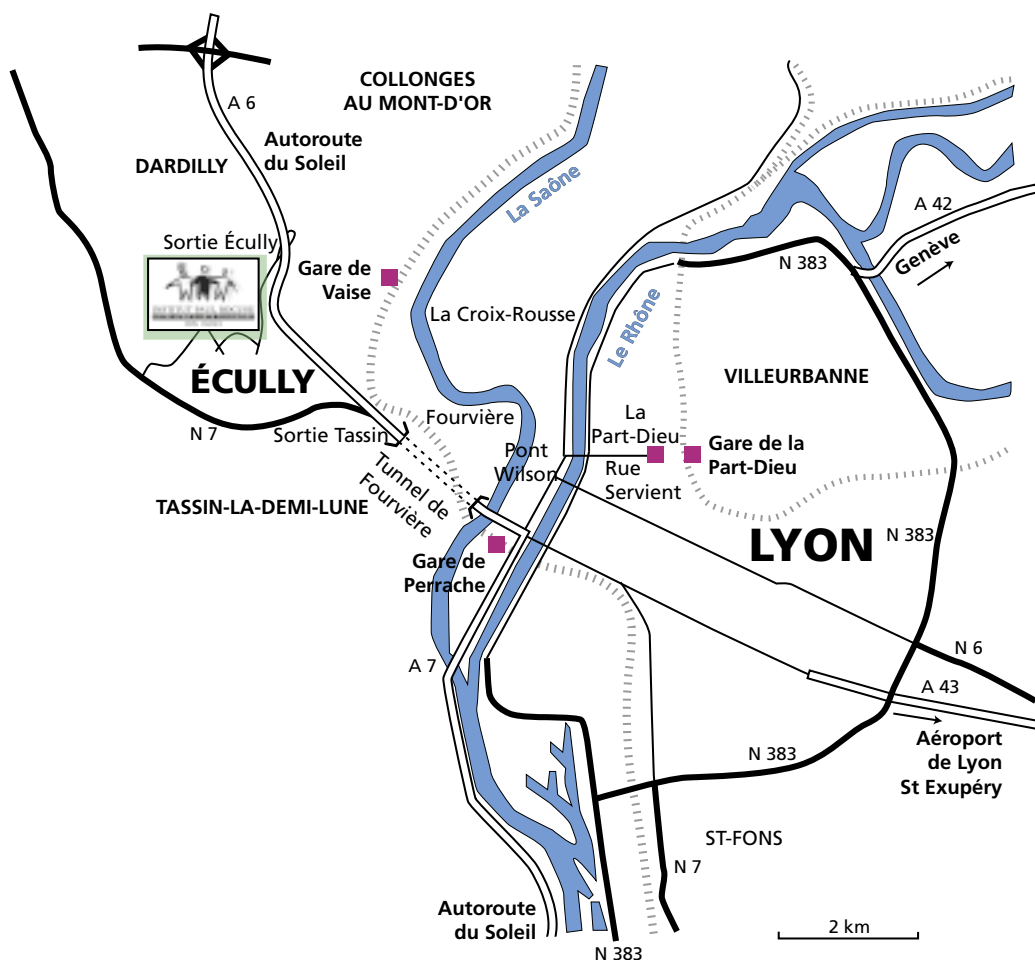 COLLONGES
AU MONT-D'OR
A 6
Autoroute
du Soleil
DARDILLY
La Saône
A 42
Sortie Écully
Genève
N 383
Gare de
Vaise
La Croix-Rousse
Le Rhône
ÉCULLY
VILLEURBANNE
N 7
Sortie Tassin
Fourvière
La
Part-Dieu
Gare de la
Part-Dieu
Pont
Wilson
Rue
Servient
Tunnel de
Fourvière
TASSIN-LA-DEMI-LUNE
LYON
N 383
Gare de
Perrache
A 7
N 6
A 43
Aéroport
de Lyon
St Exupéry
N 383
ST-FONS
N 7
Autoroute
du Soleil
N 383
2 km